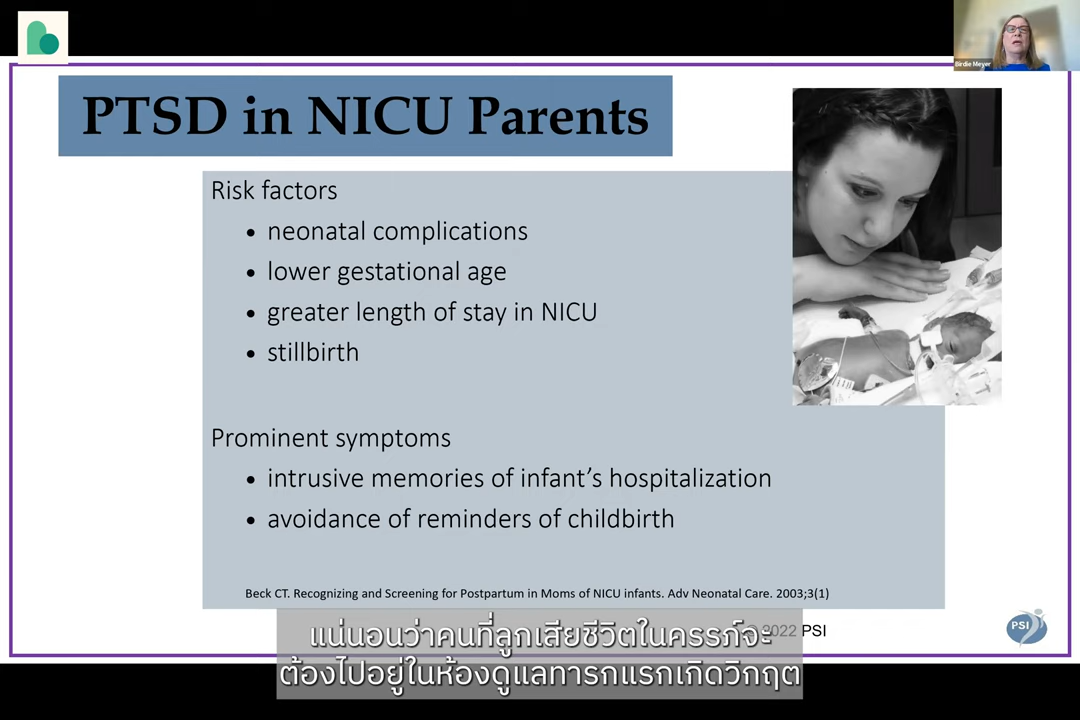 Birdie Meyer
PTSD in NICU Parents
Risk factors
• neonatal complications
• lower gestational age
• greater length of stay in NICU
• stillbirth
Prominent symptoms
• intrusive memories of infant’s hospitalization
• avoidance of reminders of childbirth
Beck CT. Recognizing and Screening for Postpartum in Moms of NICU infants. Adv Neonatal Care. 2003;3(1)
2022 PSI
PSI
แน่นอนว่าคนที่ลูกเสียชีวิตในครรภ์จะ
ต้องไปอยู่ในห้องดูแลทารกแรกเกิดวิกฤต